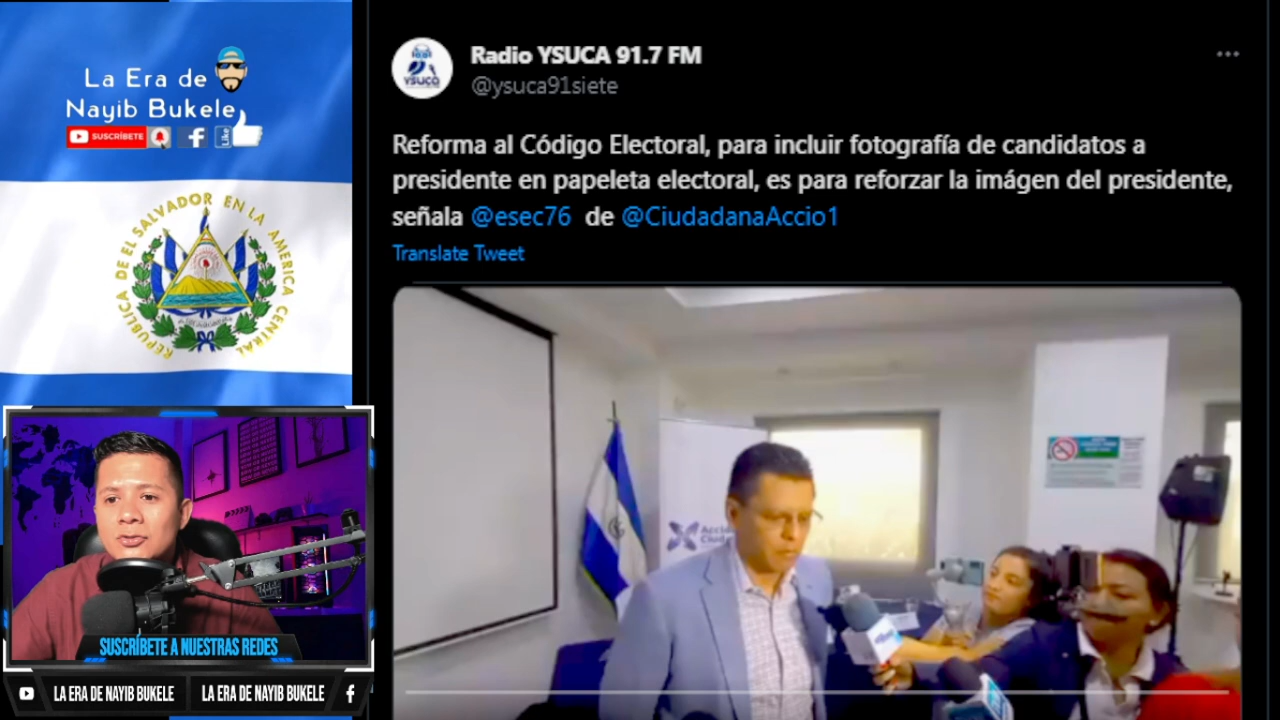 La Era de
Nayib Bukele
SUSCRÍBETE
Like
REPUBLICA DE EL SALVADOR EN LA AMERICA CENTRAL
SUSCRÍBETE A NUESTRAS REDES
LA ERA DE NAYIB BUKELE
LA ERA DE NAYIB BUKELE
YSUCA
Radio YSUCA 91.7 FM
@ysuca91siete
Reforma al Código Electoral, para incluir fotografía de candidatos a
presidente en papeleta electoral, es para reforzar la imágen del presidente,
señala @esec76 de @CiudadanaAccio1
Translate Tweet